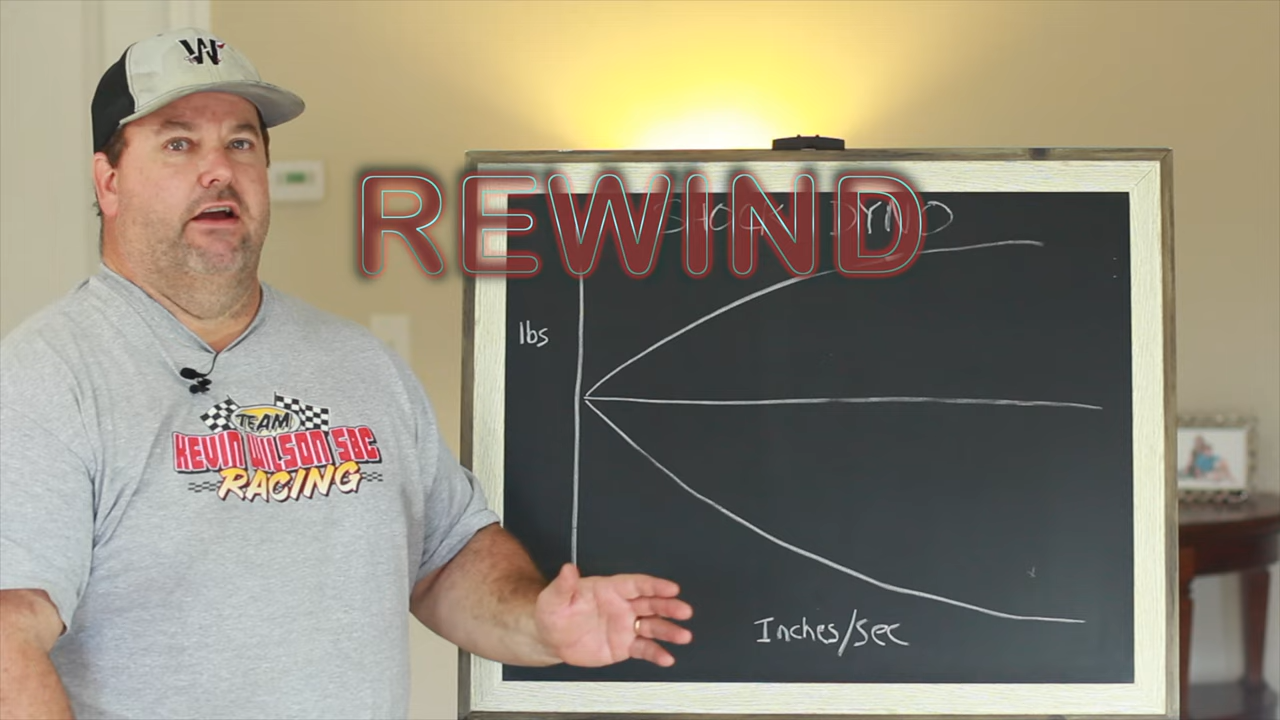 W
REWIND
SHOCK DYNO
lbs
TEAM
KEVIN WILSON SBC
RACING
Inches/sec